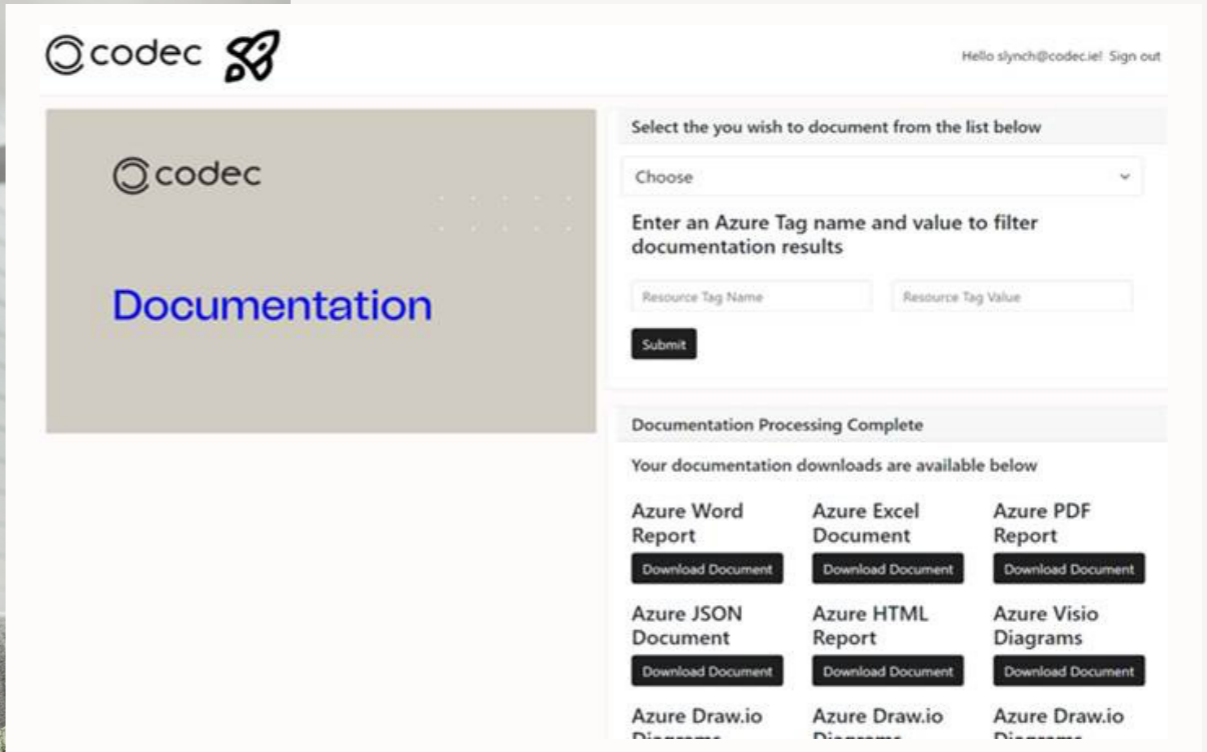 codec
Hello slynch@codec.ie! Sign out
codec
Documentation
Select the you wish to document from the list below
Choose
Enter an Azure Tag name and value to filter
documentation results
Resource Tag Name
Resource Tag Value
Submit
Documentation Processing Complete
Your documentation downloads are available below
Azure Word
Report
Download Document
Azure Excel
Document
Download Document
Azure PDF
Report
Download Document
Azure JSON
Document
Download Document
Azure HTML
Report
Download Document
Azure Visio
Diagrams
Download Document
Azure Draw.io
Diagrams
Azure Draw.io
Diagrams
Azure Draw.io
Diagrams